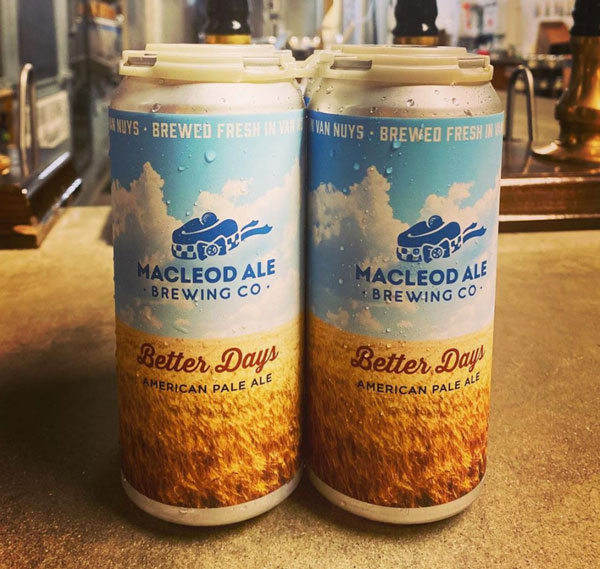 AN NUYS • BREWED FRESH IN VAN
MACLEOD ALE
• BREWING CO •
Better Days
AMERICAN PALE ALE
VAN NUYS • BREWED FRESH IN VA
MACLEOD ALE
• BREWING CO •
Better Days
AMERICAN PALE ALE